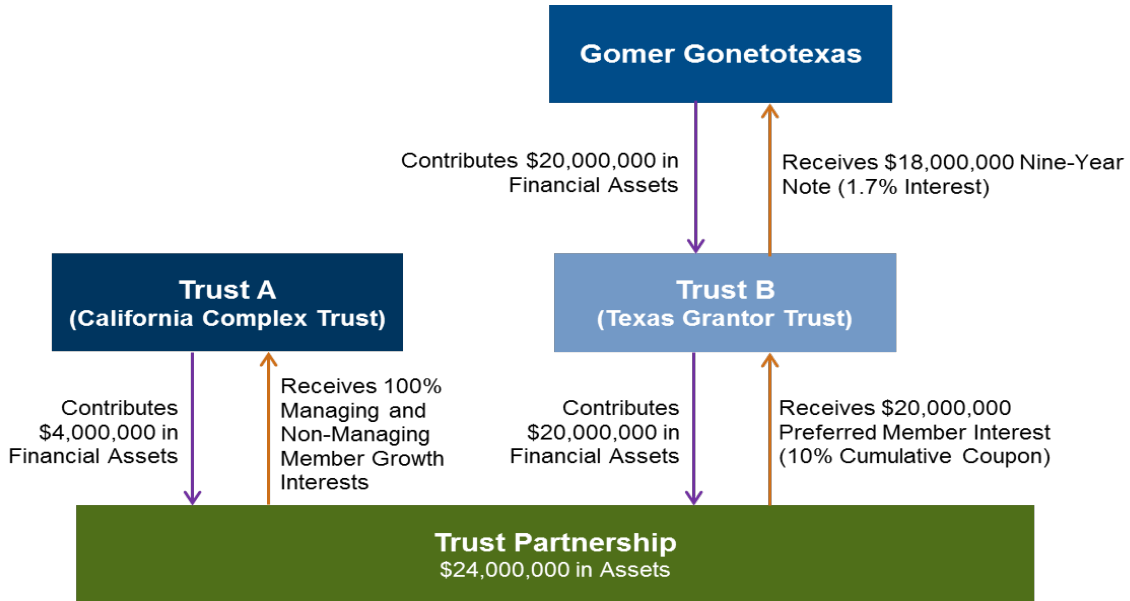 Gomer Gonetotexas
Contributes $20,000,000 in
Financial Assets
Receives $18,000,000 Nine-Year
Note (1.7% Interest)
Trust A
(California Complex Trust)
Trust B
(Texas Grantor Trust)
Contributes
$4,000,000 in
Financial Assets
Receives 100%
Managing and
Non-Managing
Member Growth
Interests
Contributes
$20,000,000 in
Financial Assets
Receives $20,000,000
Preferred Member Interest
(10% Cumulative Coupon)
Trust Partnership
$24,000,000 in Assets